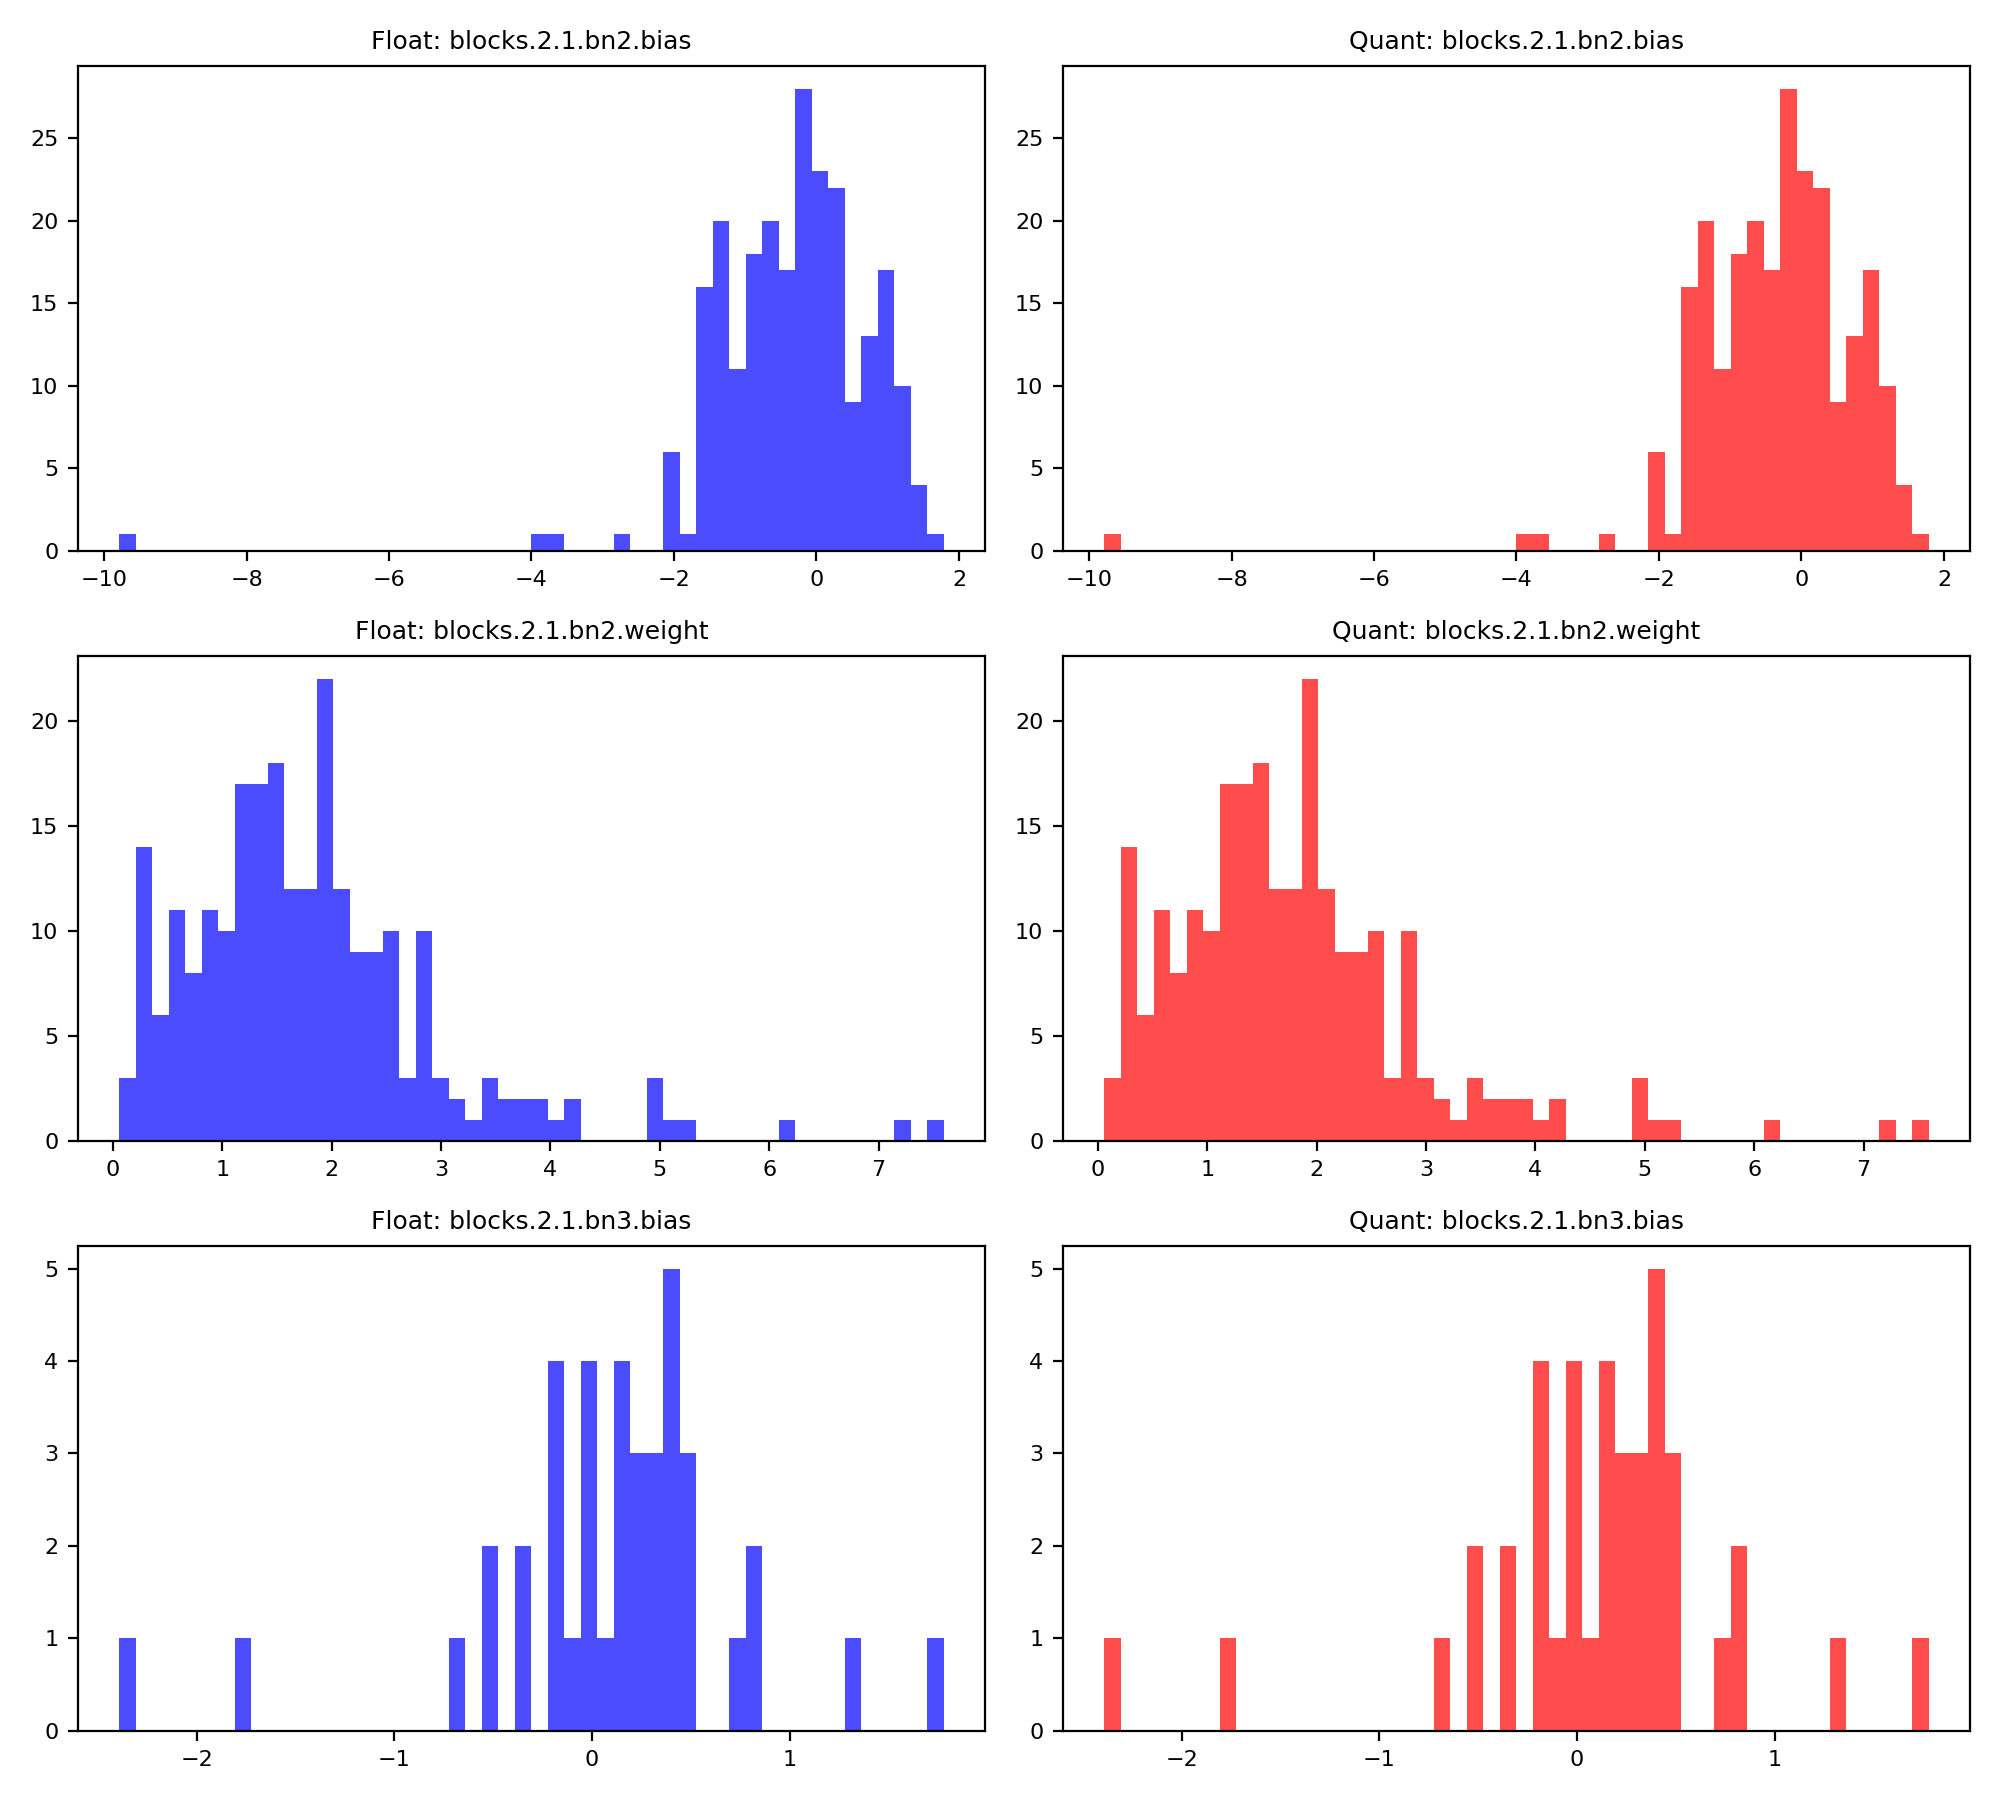 Float: blocks.2.1.bn2.bias
Quant: blocks.2.1.bn2.bias
25
20
15
10
5
0
−10 −8 −6 −4 −2 0 2
25
20
15
10
5
0
−10 −8 −6 −4 −2 0 2
Float: blocks.2.1.bn2.weight
Quant: blocks.2.1.bn2.weight
20
15
10
5
0
0 1 2 3 4 5 6 7
20
15
10
5
0
0 1 2 3 4 5 6 7
Float: blocks.2.1.bn3.bias
Quant: blocks.2.1.bn3.bias
5
4
3
2
1
0
−2 −1 0 1
5
4
3
2
1
0
−2 −1 0 1